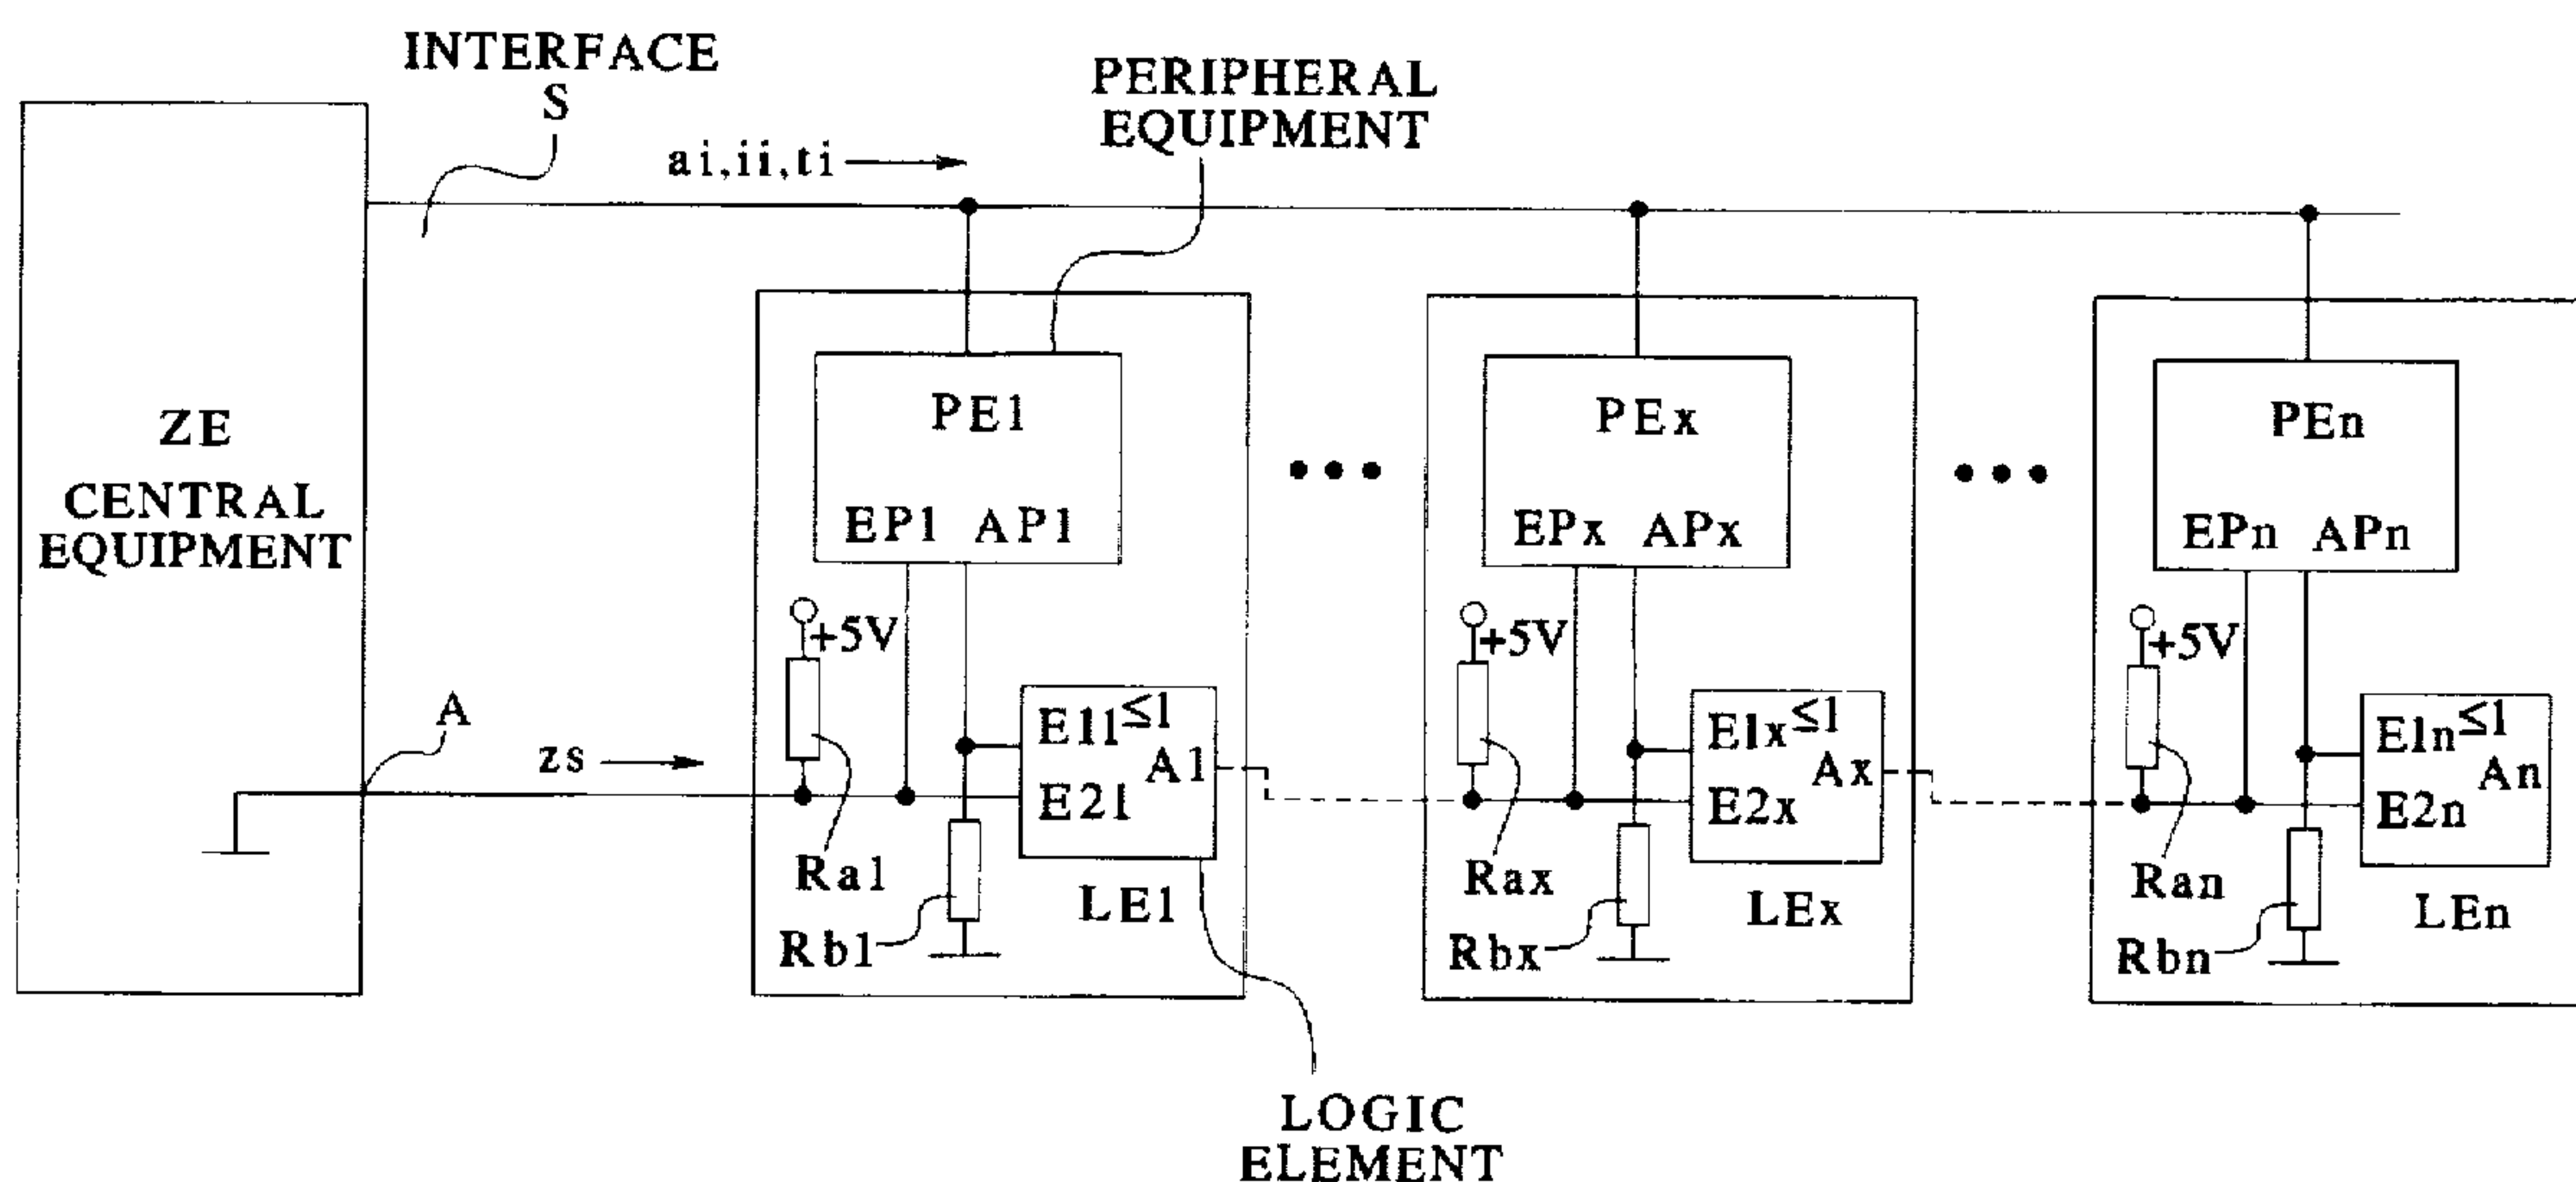 INTERFACE
S
PERIPHERAL
EQUIPMENT
ai,ii,ti
ZE
CENTRAL
EQUIPMENT
PE1
EP1 AP1
PEx
EPx APx
PEn
EPn APn
+5V
+5V
+5V
A
zs
E11 ≤1
A1
E21
E1x ≤1
Ax
E2x
E1n ≤1
An
E2n
Ra1
Rb1
LE1
Rax
Rbx
LEx
Ran
Rbn
LEn
LOGIC
ELEMENT